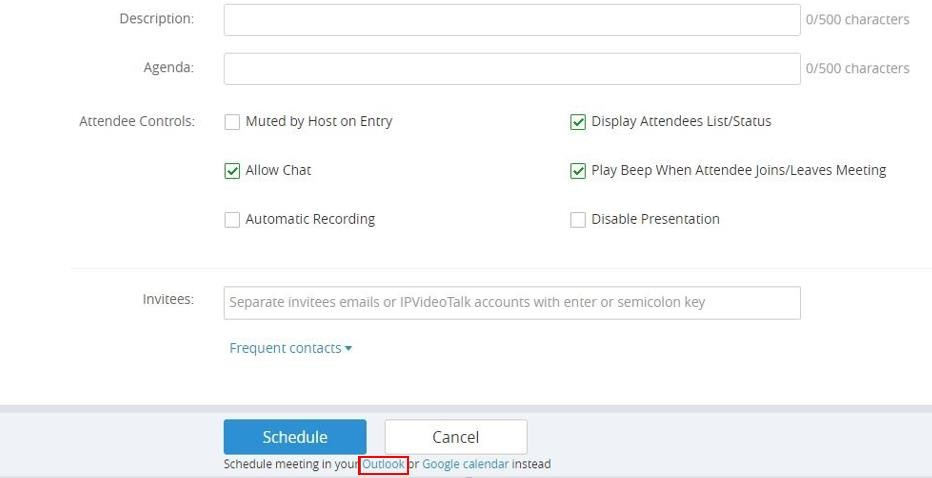 Description: 0/500 characters
Agenda: 0/500 characters
Attendee Controls: Muted by Host on Entry Display Attendees List/Status
Allow Chat Play Beep When Attendee Joins/Leaves Meeting
Automatic Recording Disable Presentation
Invitees: Separate invitees emails or IPVideoTalk accounts with enter or semicolon key
Frequent contacts
Schedule Cancel
Schedule meeting in your Outlook or Google calendar instead